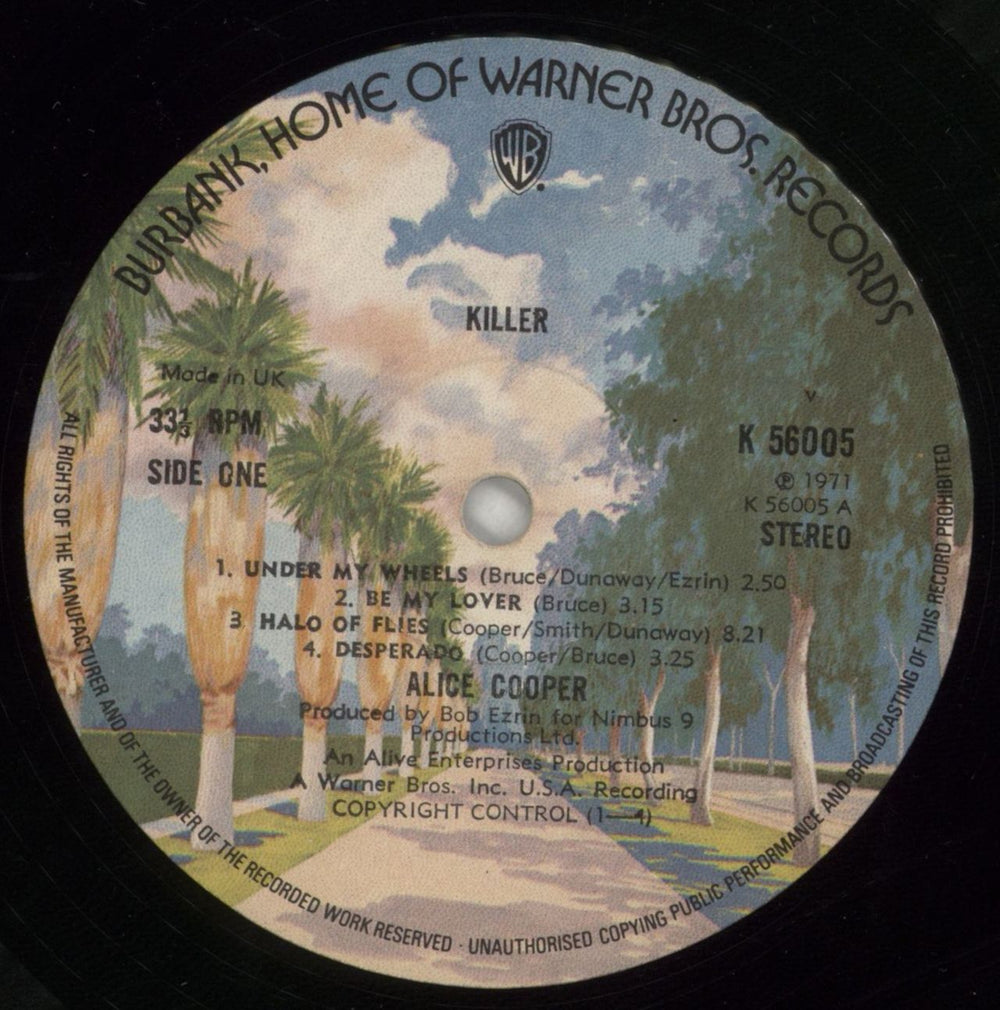 BURBANK, HOME OF WARNER BROS. RECORDS
WB
KILLER
Made in UK
33⅓ RPM
SIDE ONE
V
K 56005
℗ 1971
K 56005 A
STEREO
1. UNDER MY WHEELS (Bruce/Dunaway/Ezrin) 2.50
2. BE MY LOVER (Bruce) 3.15
3 HALO OF FLIES (Cooper/Smith/Dunaway) 8.21
4. DESPERADO (Cooper/Bruce) 3.25
ALICE COOPER
Produced by Bob Ezrin for Nimbus 9
Productions Ltd.
An Alive Enterprises Production
A Warner Bros. Inc. U.S.A. Recording
COPYRIGHT CONTROL (1—4)
ALL RIGHTS OF THE MANUFACTURER AND OF THE OWNER OF THE RECORDED WORK RESERVED · UNAUTHORISED COPYING PUBLIC PERFORMANCE AND BROADCASTING OF THIS RECORD PROHIBITED